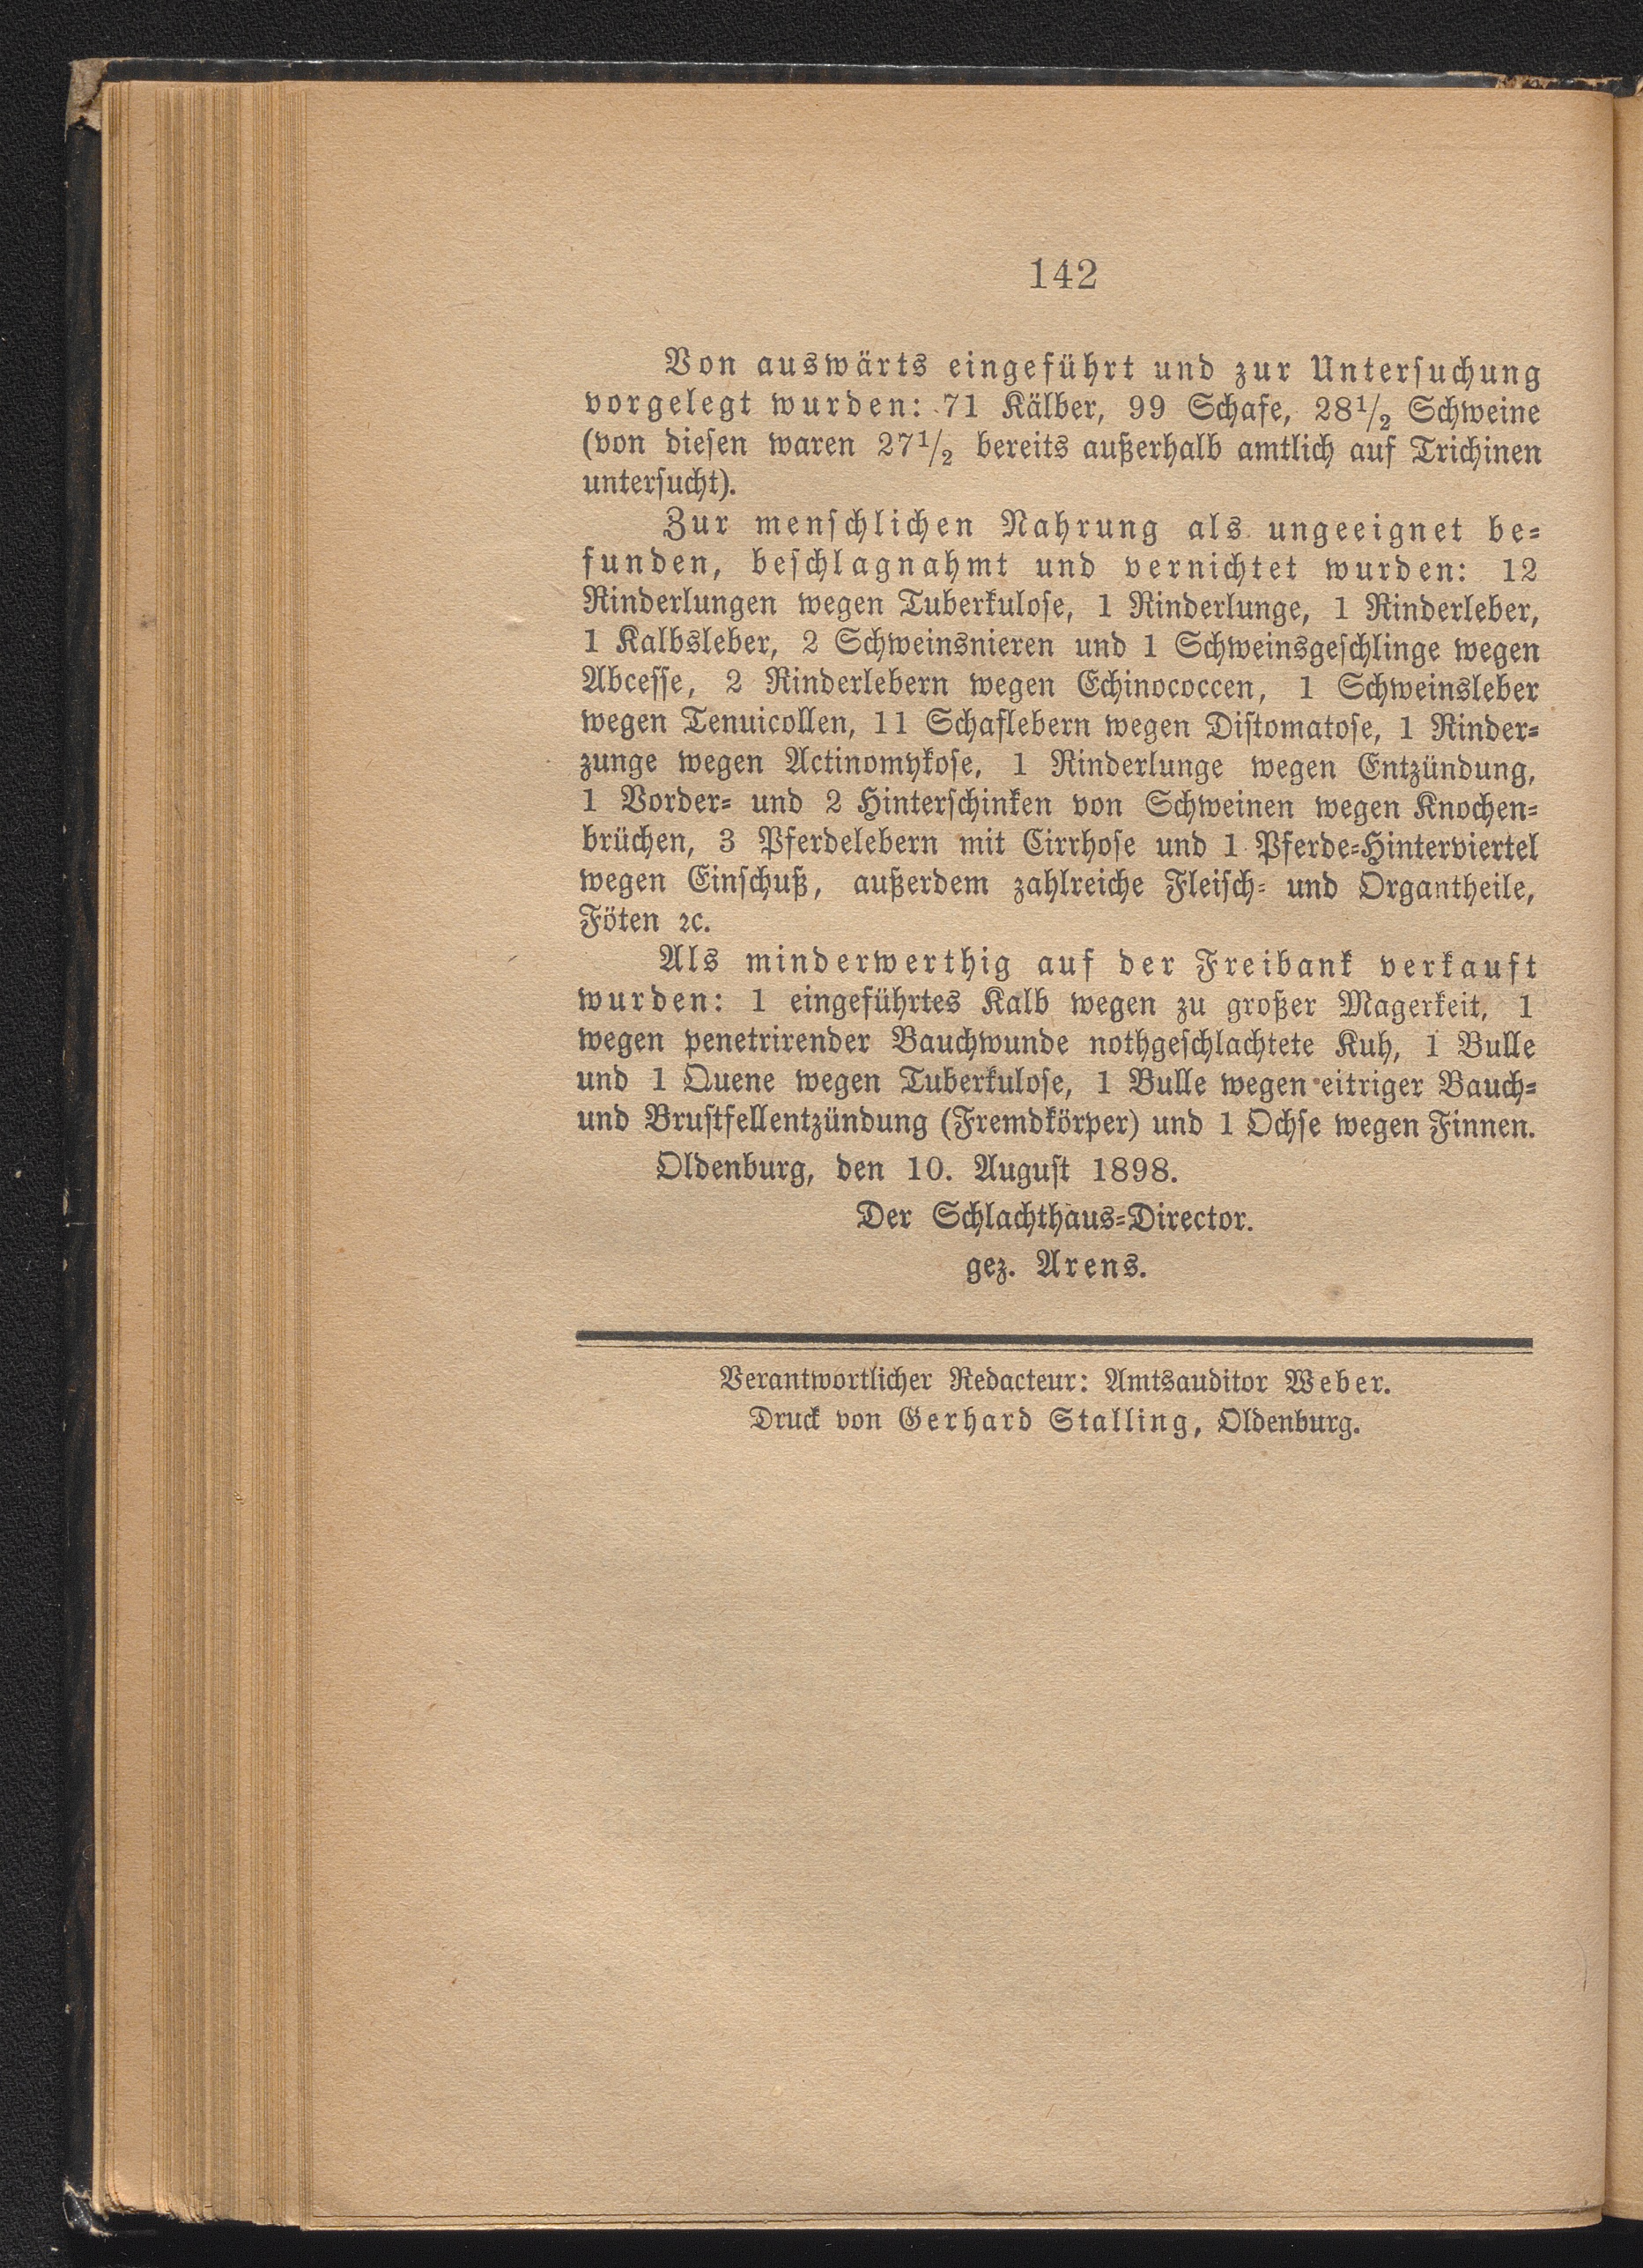 142
Von auswärts eingeführt und zur Untersuchung
vorgelegt wurden: 71 Kälber, 99 Schafe, 28 1/2 Schweine
(von diesen waren 27 1/2 bereits außerhalb amtlich auf Trichinen
untersucht).
Zur menschlichen Nahrung als ungeeignet be-
funden, beschlagnahmt und vernichtet wurden: 12
Rinderlungen wegen Tuberkulose, 1 Rinderlunge, 1 Rinderleber,
1 Kalbsleber, 2 Schweinsnieren und 1 Schweinsgeschlinge wegen
Abcesse, 2 Rinderlebern wegen Echinococcen, 1 Schweinsleber
wegen Tenuicollen, 11 Schaflebern wegen Distomatose, 1 Rinder-
zunge wegen Actinomykose, 1 Rinderlunge wegen Entzündung,
1 Vorder- und 2 Hinterschinken von Schweinen wegen Knochen-
brüchen, 3 Pferdelebern mit Cirrhose und 1 Pferde-Hinterviertel
wegen Einschuß, außerdem zahlreiche Fleisch- und Organtheile,
Föten ꝛc.
Als minderwerthig auf der Freibank verkauft
wurden: 1 eingeführtes Kalb wegen zu großer Magerkeit, 1
wegen penetrirender Bauchwunde nothgeschlachtete Kuh, 1 Bulle
und 1 Quene wegen Tuberkulose, 1 Bulle wegen eitriger Bauch-
und Brustfellentzündung (Fremdkörper) und 1 Ochse wegen Finnen.
Oldenburg, den 10. August 1898.
Der Schlachthaus-Director.
gez. Arens.
Verantwortlicher Redacteur: Amtsauditor Weber.
Druck von Gerhard Stalling, Oldenburg.